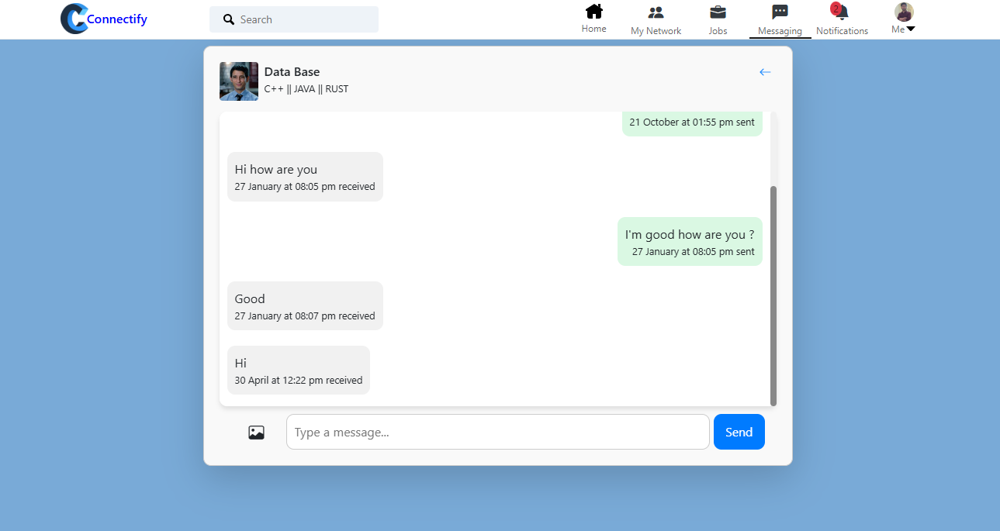 Connectify
Search
Home
My Network
Jobs
Messaging
2
Notifications
Me
Data Base
C++ || JAVA || RUST
21 October at 01:55 pm sent
Hi how are you
27 January at 08:05 pm received
I'm good how are you ?
27 January at 08:05 pm sent
Good
27 January at 08:07 pm received
Hi
30 April at 12:22 pm received
Type a message...
Send